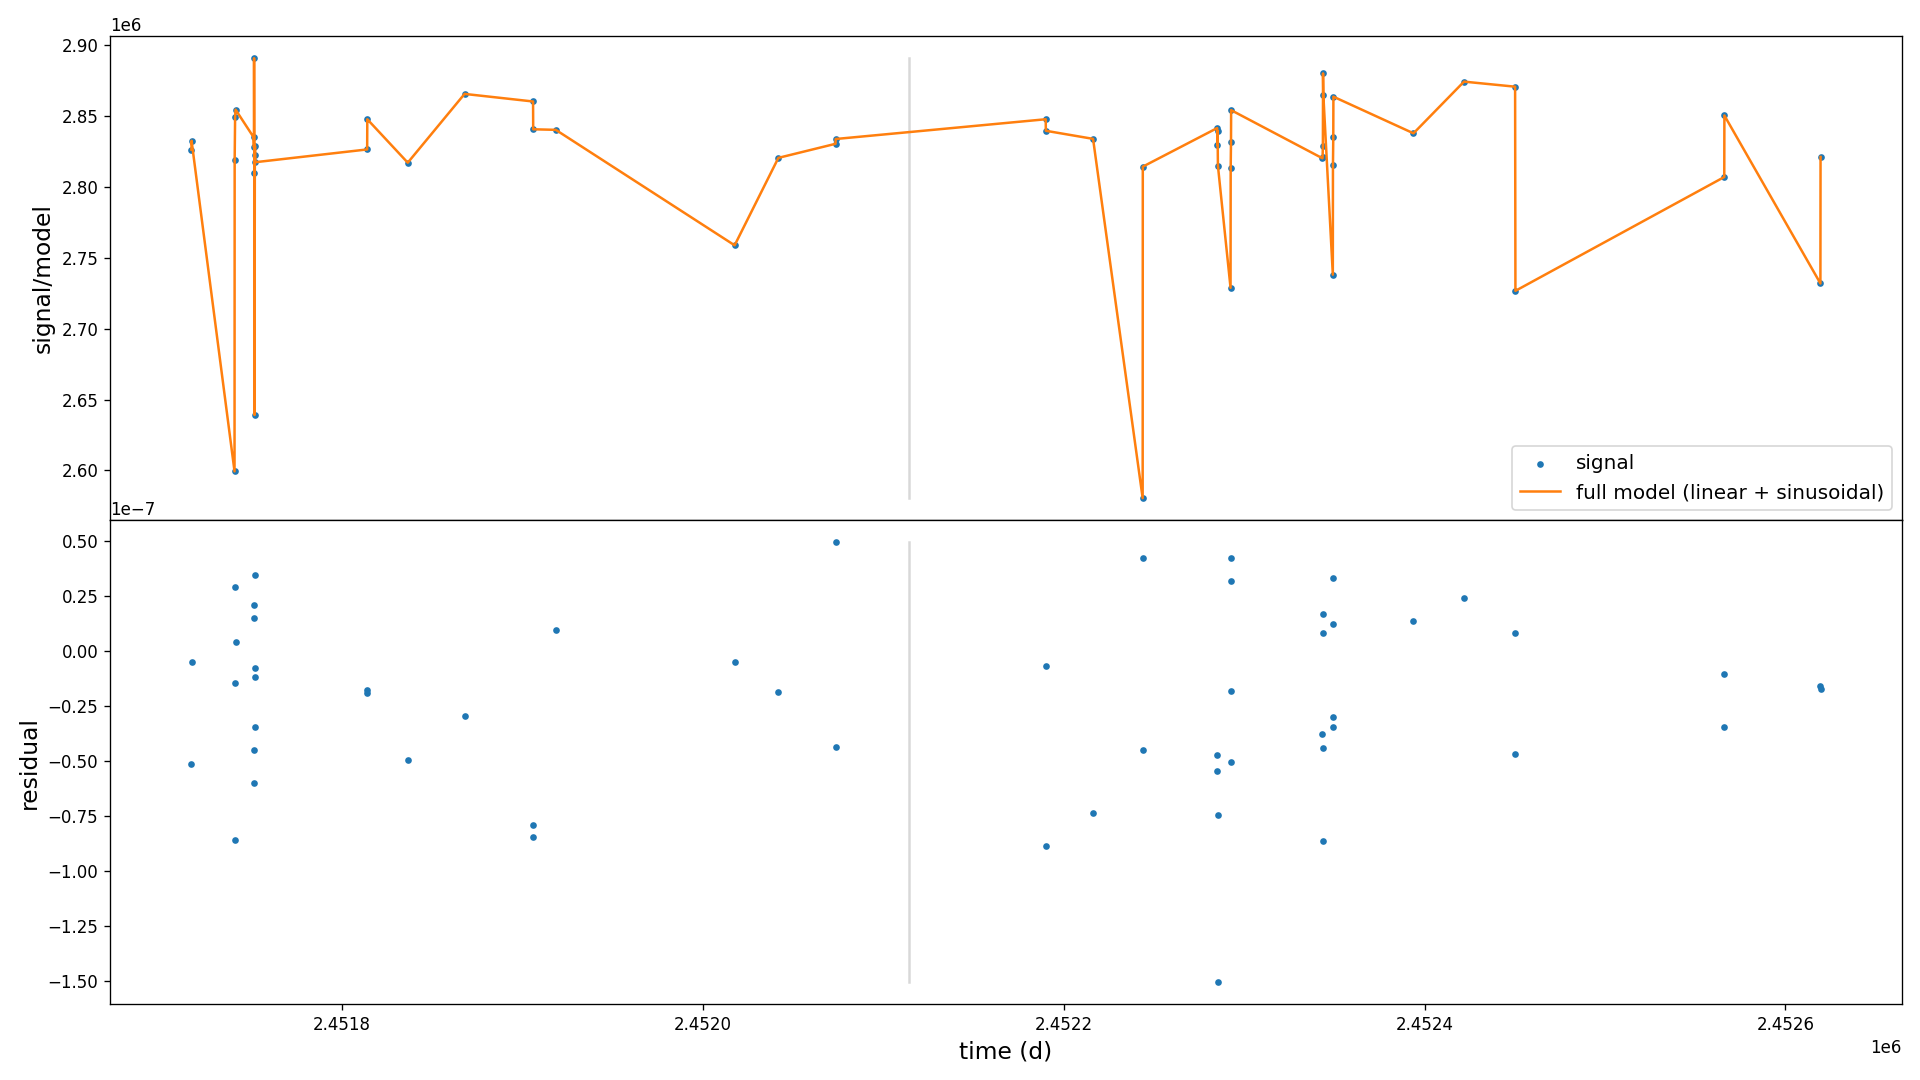 1e6
2.90
2.85
2.80
2.75
2.70
2.65
2.60
signal/model
signal
full model (linear + sinusoidal)
1e−7
0.50
0.25
0.00
−0.25
−0.50
−0.75
−1.00
−1.25
−1.50
residual
2.4518
2.4520
2.4522
2.4524
2.4526
1e6
time (d)